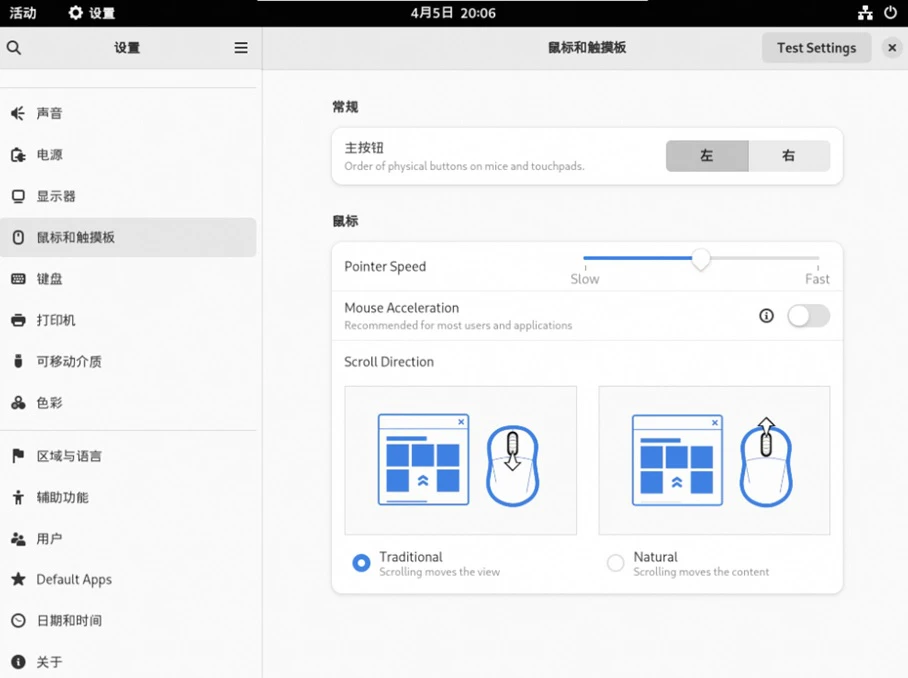 活动 设置 4月5日 20:06
设置
鼠标和触摸板 Test Settings
声音
电源
显示器
鼠标和触摸板
键盘
打印机
可移动介质
色彩
区域与语言
辅助功能
用户
Default Apps
日期和时间
关于
常规
主按钮
Order of physical buttons on mice and touchpads.
左 右
鼠标
Pointer Speed
Slow Fast
Mouse Acceleration
Recommended for most users and applications
Scroll Direction
Traditional
Scrolling moves the view
Natural
Scrolling moves the content